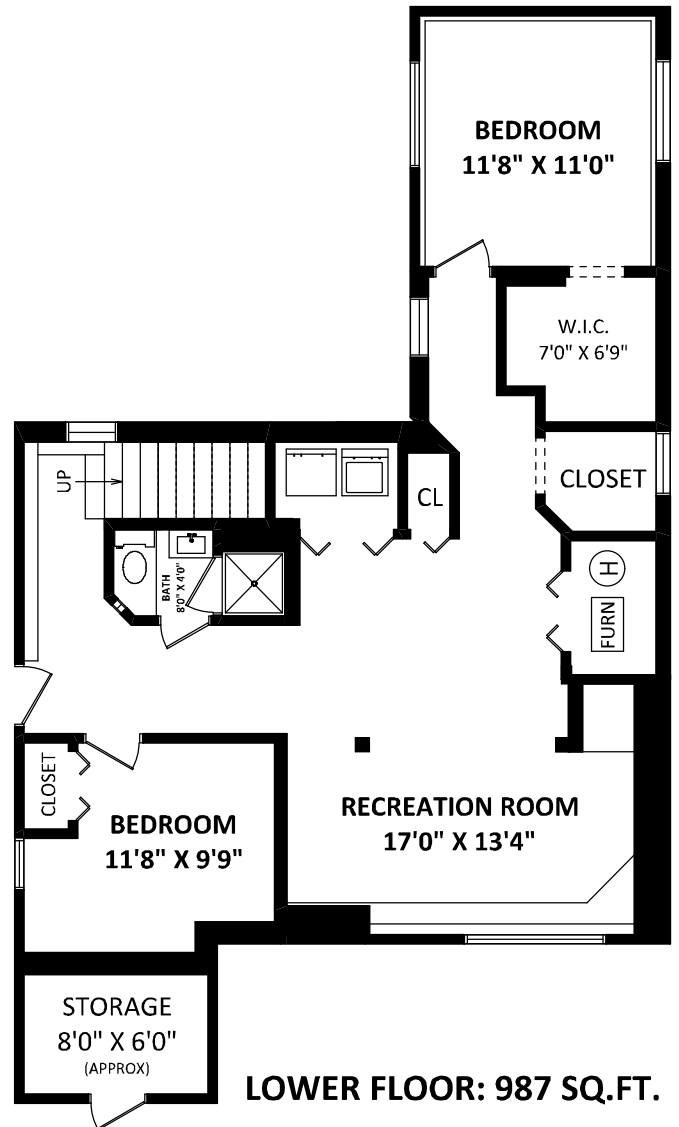 BEDROOM
11'8" X 11'0"
W.I.C.
7'0" X 6'9"
UP
CL
CLOSET
BATH
8'0" X 4'0"
H
FURN
CLOSET
BEDROOM
11'8" X 9'9"
RECREATION ROOM
17'0" X 13'4"
STORAGE
8'0" X 6'0"
(APPROX)
LOWER FLOOR: 987 SQ.FT.